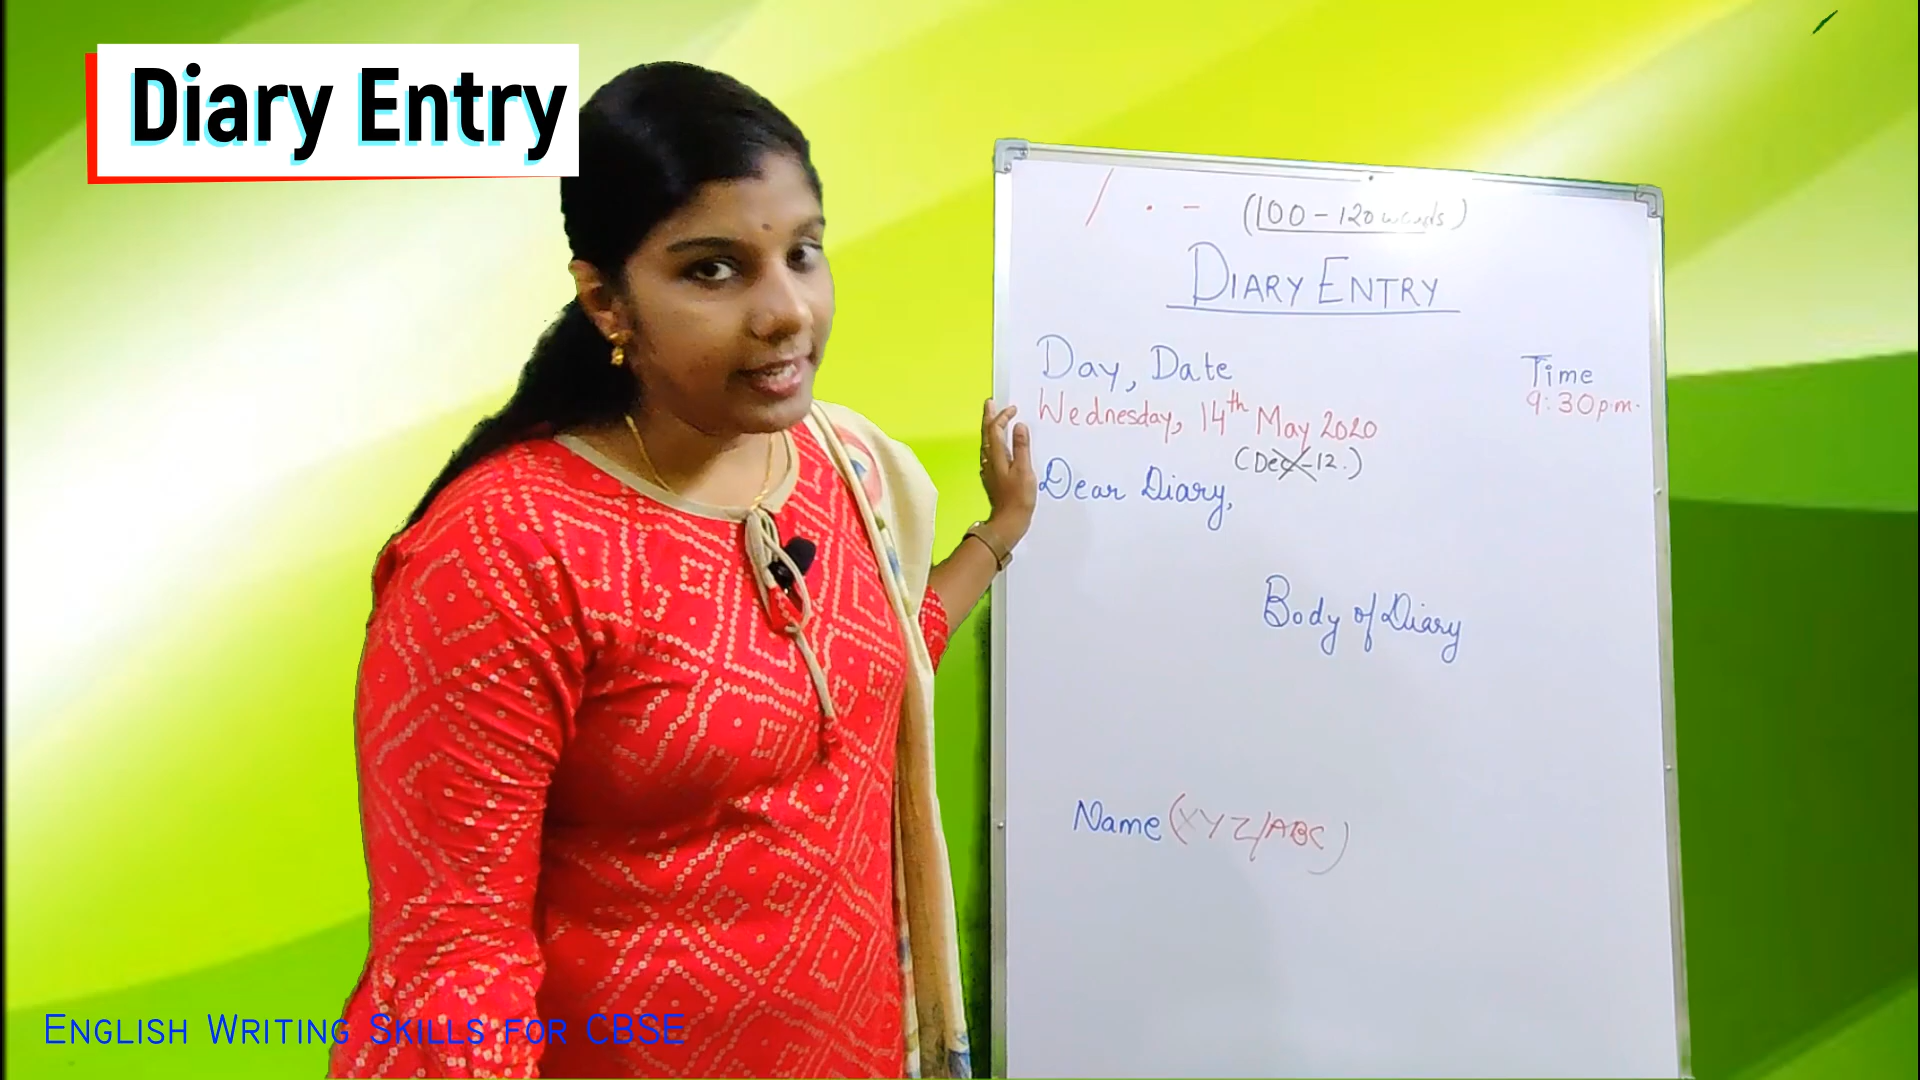 Diary Entry
/ . - (100 - 120 words)
DIARY ENTRY
Day, Date
Time
Wednesday, 14th May 2020
9:30p.m.
(Dec-12.)
Dear Diary,
Body of Diary
Name (XYZ/ABC)
ENGLISH WRITING SKILLS FOR CBSE